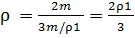 ρ = 2m / (3m/ρ1) = 2ρ1 / 3